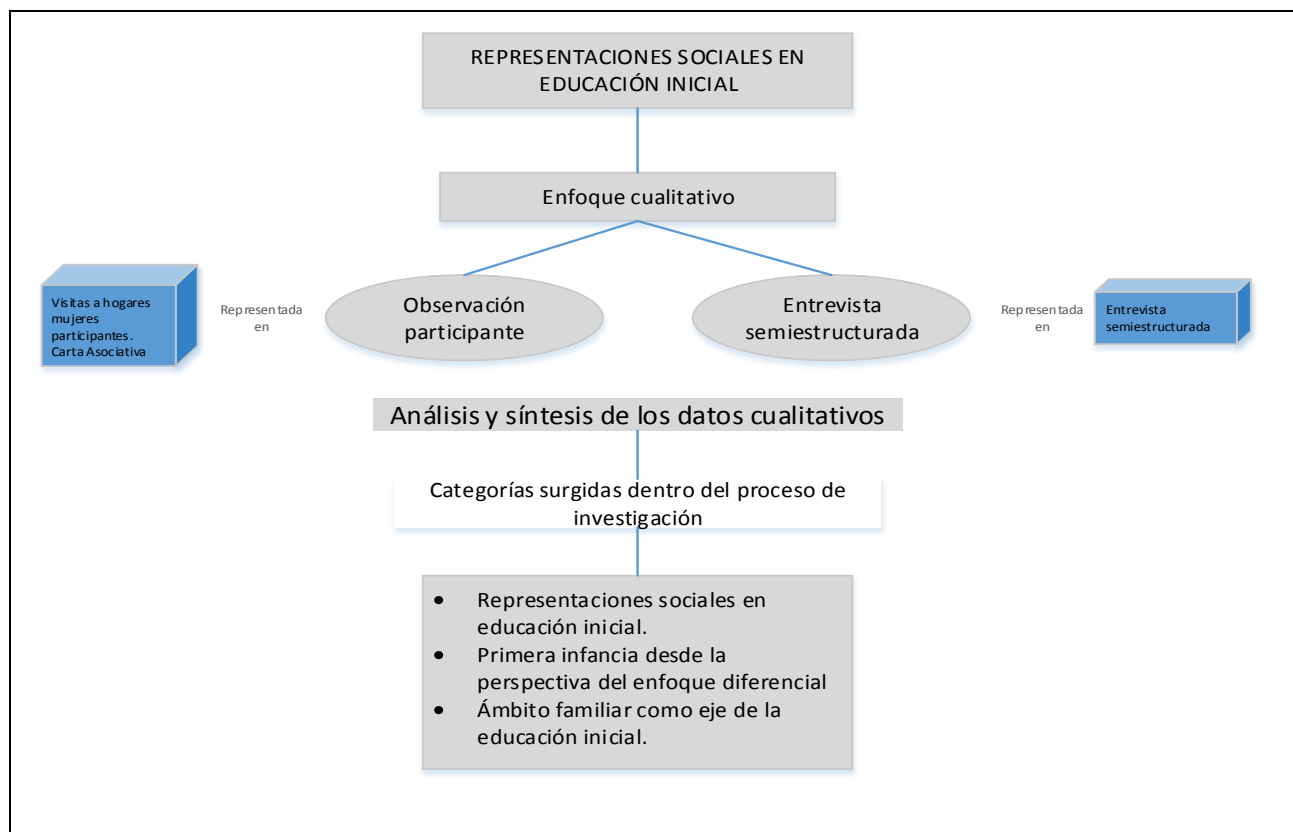 REPRESENTACIONES SOCIALES EN
EDUCACIÓN INICIAL
Enfoque cualitativo
Visitas a hogares
mujeres
participantes.
Carta Asociativa
Representada
en
Observación
participante
Entrevista
semiestructurada
Representada
en
Entrevista
semiestructurada
Análisis y síntesis de los datos cualitativos
Categorías surgidas dentro del proceso de
investigación
• Representaciones sociales en
educación inicial.
• Primera infancia desde la
perspectiva del enfoque diferencial
• Ámbito familiar como eje de la
educación inicial.